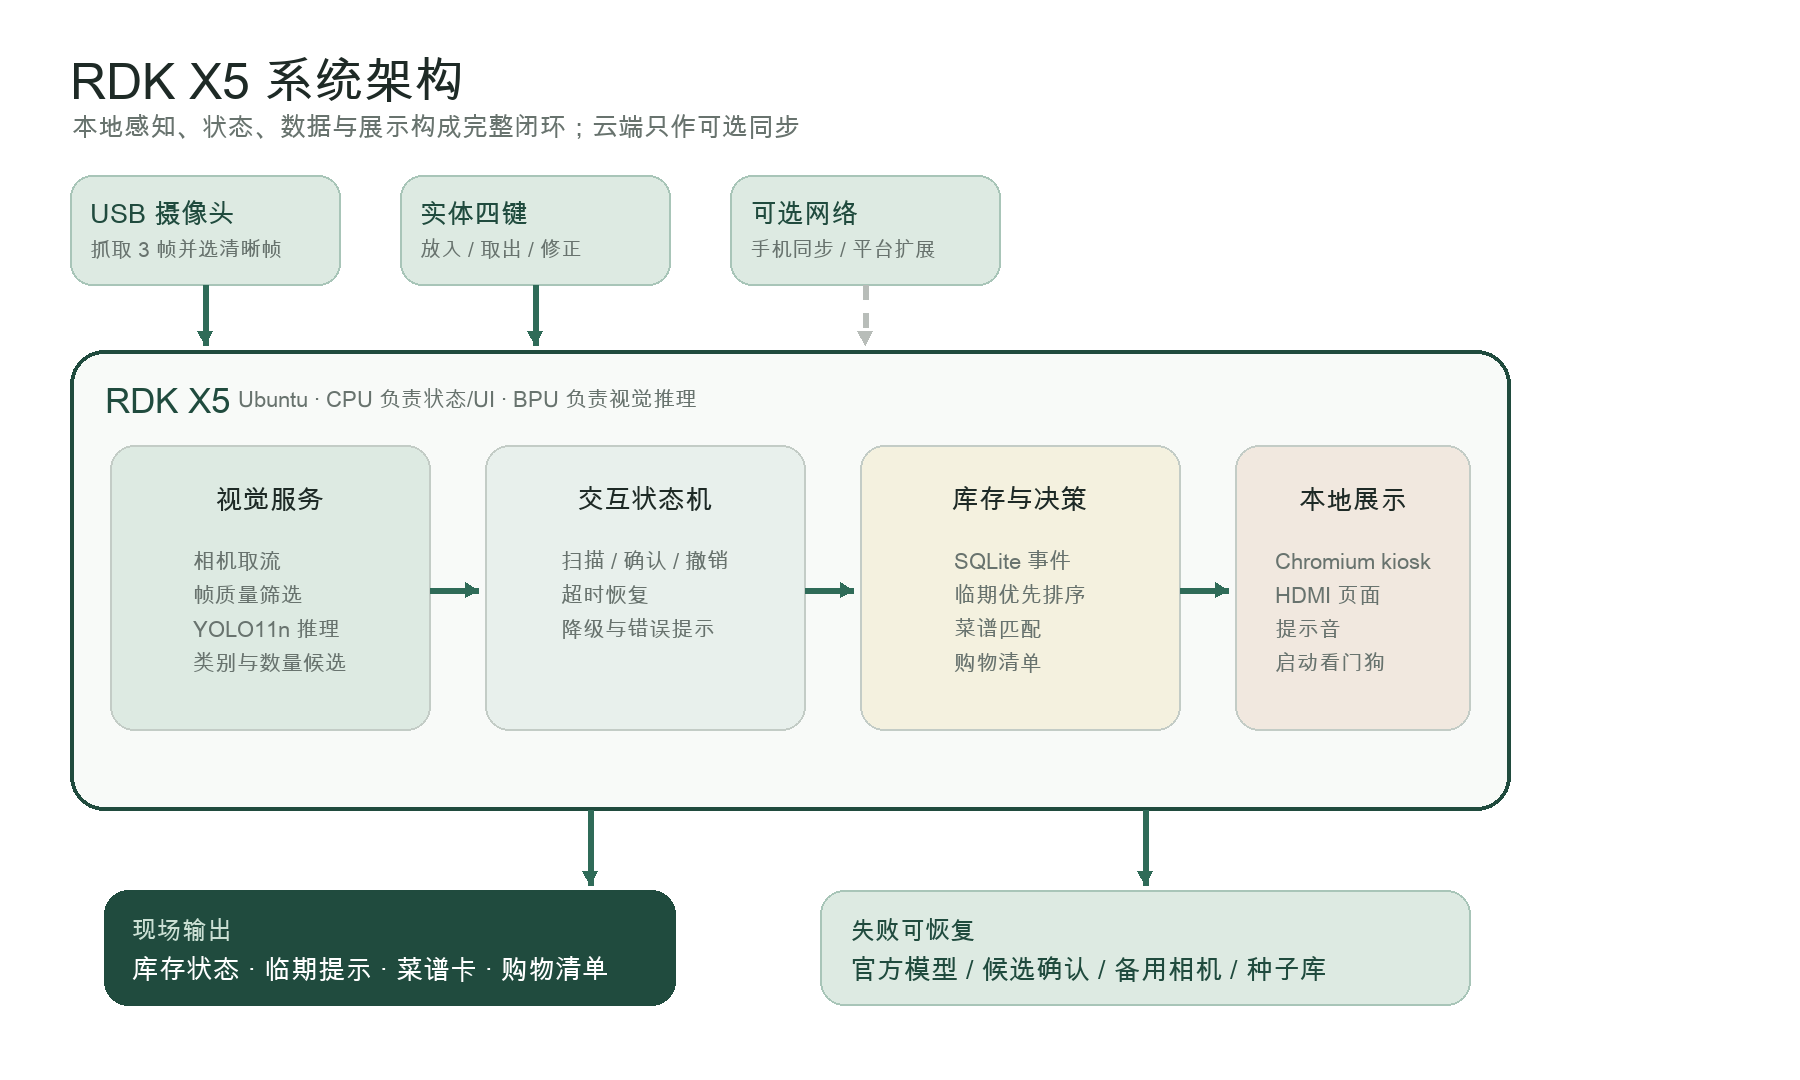 RDK X5 系统架构
本地感知、状态、数据与展示构成完整闭环；云端只作可选同步
USB 摄像头
抓取 3 帧并选清晰帧
实体四键
放入 / 取出 / 修正
可选网络
手机同步 / 平台扩展
RDK X5 Ubuntu · CPU 负责状态/UI · BPU 负责视觉推理
视觉服务
相机取流
帧质量筛选
YOLO11n 推理
类别与数量候选
交互状态机
扫描 / 确认 / 撤销
超时恢复
降级与错误提示
库存与决策
SQLite 事件
临期优先排序
菜谱匹配
购物清单
本地展示
Chromium kiosk
HDMI 页面
提示音
启动看门狗
现场输出
库存状态 · 临期提示 · 菜谱卡 · 购物清单
失败可恢复
官方模型 / 候选确认 / 备用相机 / 种子库